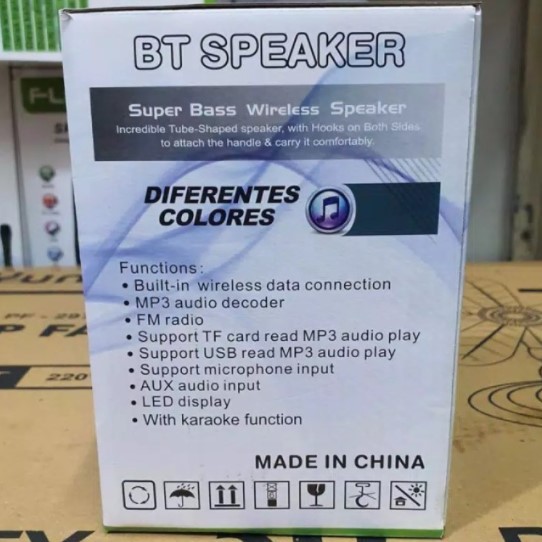 BT SPEAKER
Super Bass Wireless Speaker
Incredible Tube-Shaped speaker, with Hooks on Both Sides
to attach the handle & carry it comfortably.
DIFERENTES
COLORES
Functions:
• Built-in wireless data connection
• MP3 audio decoder
• FM radio
• Support TF card read MP3 audio play
• Support USB read MP3 audio play
• Support microphone input
• AUX audio input
• LED display
• With karaoke function
MADE IN CHINA
FL
220